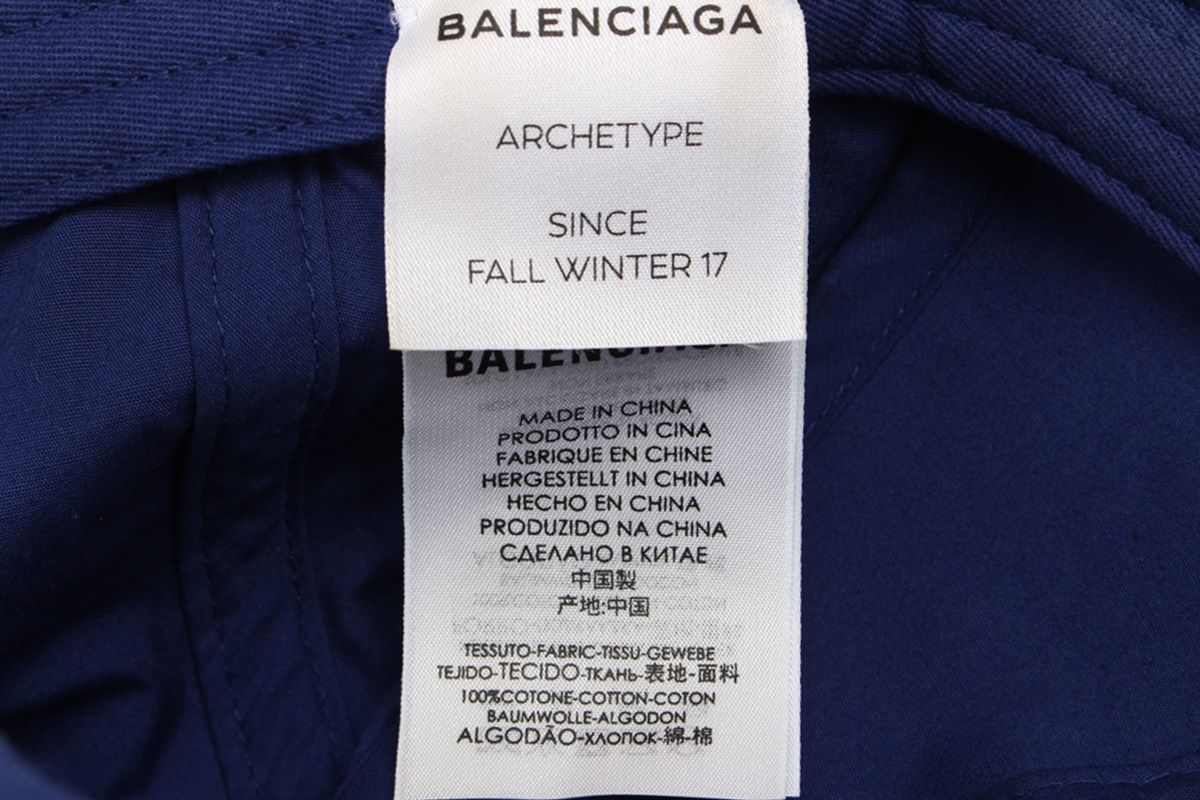 BALENCIAGA
ARCHETYPE
SINCE
FALL WINTER 17
BALENCIAGA
MADE IN CHINA
PRODOTTO IN CINA
FABRIQUE EN CHINE
HERGESTELLT IN CHINA
HECHO EN CHINA
PRODUZIDO NA CHINA
СДЕЛАНО В КИТАЕ
中国製
产地:中国
TESSUTO-FABRIC-TISSU-GEWEBE
TEJIDO-TECIDO-ТКАНЬ-表地-面料
100%COTONE-COTTON-COTON
BAUMWOLLE-ALGODON
ALGODÃO-ХЛОПОК-綿-棉